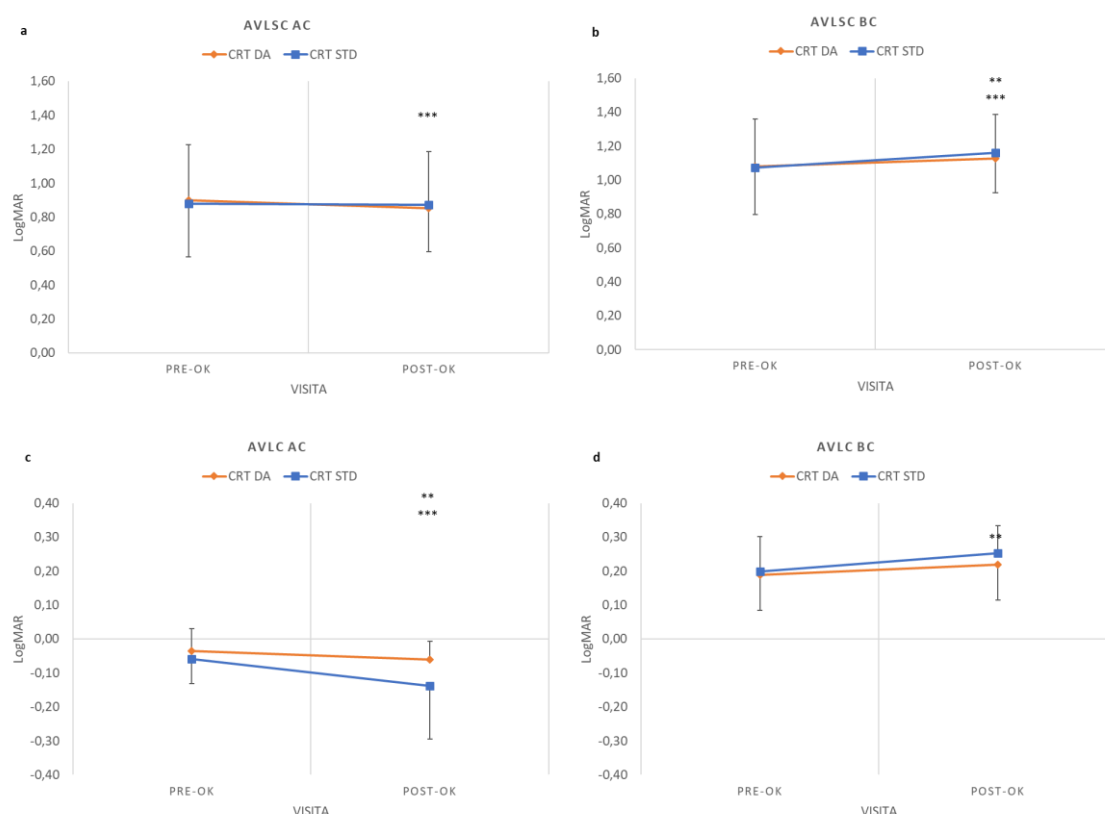 a
AVLSC AC
CRT DA CRT STD
1,60
1,40
1,20
1,00
0,80
0,60
0,40
0,20
0,00
LogMAR
***
PRE-OK POST-OK
VISITA
b
AVLSC BC
CRT DA CRT STD
1,60
1,40
1,20
1,00
0,80
0,60
0,40
0,20
0,00
LogMAR
**
***
PRE-OK POST-OK
VISITA
c
AVLC AC
CRT DA CRT STD
0,40
0,30
0,20
0,10
0,00
-0,10
-0,20
-0,30
-0,40
LogMAR
**
***
PRE-OK POST-OK
VISITA
d
AVLC BC
CRT DA CRT STD
0,40
0,30
0,20
0,10
0,00
-0,10
-0,20
-0,30
-0,40
LogMAR
**
PRE-OK POST-OK
VISITA